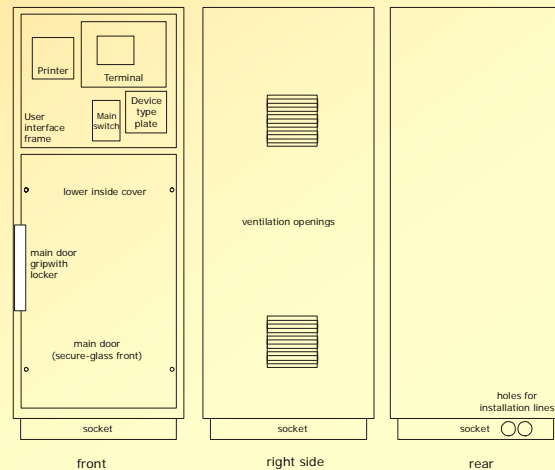 Printer
Terminal
Device
type
plate
Main
switch
User
interface
frame
lower inside cover
main door
gripwith
locker
main door
(secure-glass front)
socket
front
ventilation openings
socket
right side
holes for
installation lines
socket
rear